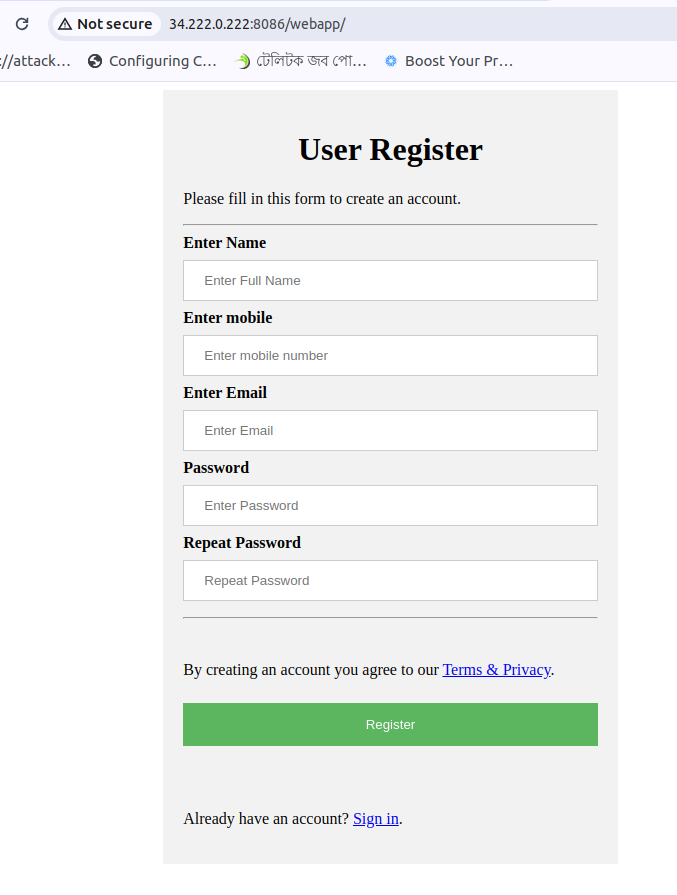 Not secure 34.222.0.222:8086/webapp/
://attack... Configuring C... টেলিটক জব পো... Boost Your Pr...
User Register
Please fill in this form to create an account.
Enter Name
Enter Full Name
Enter mobile
Enter mobile number
Enter Email
Enter Email
Password
Enter Password
Repeat Password
Repeat Password
By creating an account you agree to our Terms & Privacy.
Register
Already have an account? Sign in.